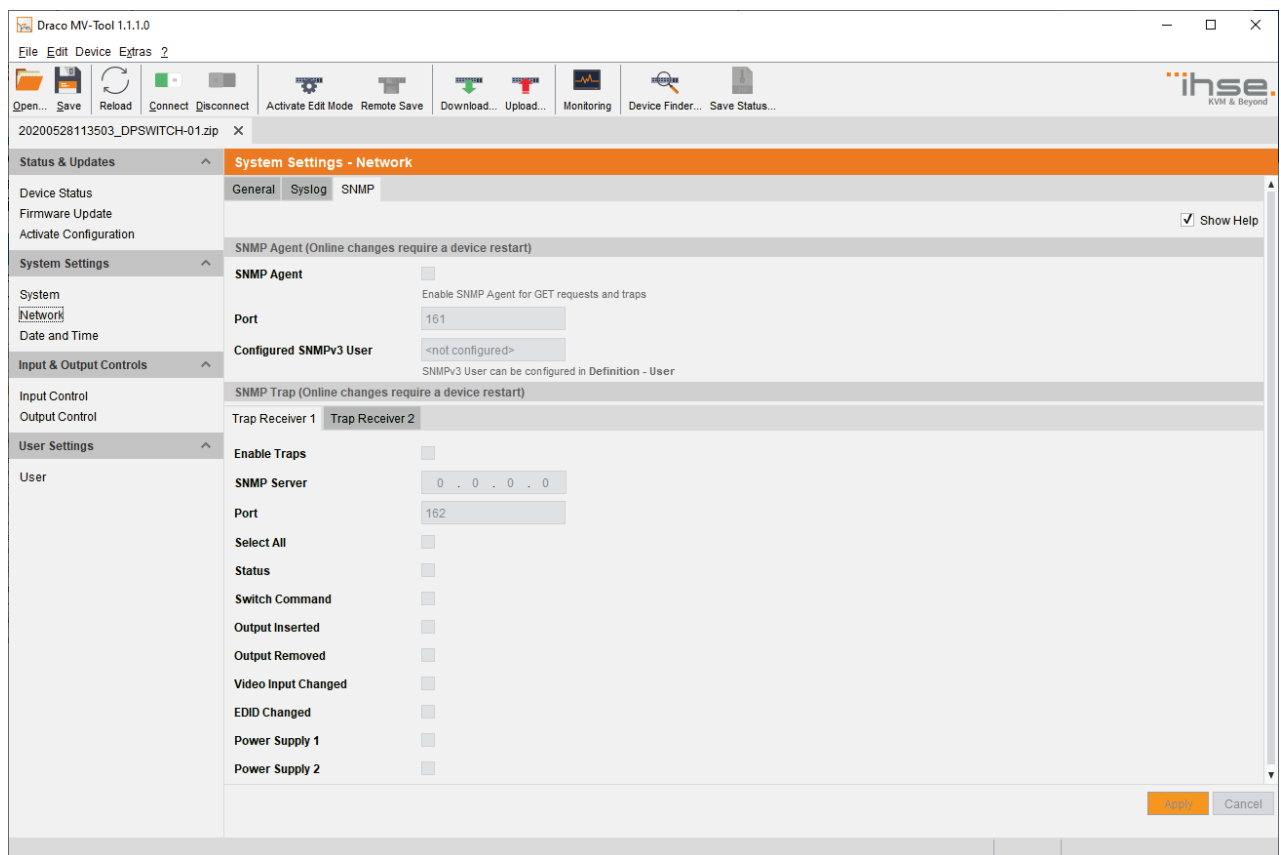 Draco MV-Tool 1.1.1.0
File Edit Device Extras ?
Open... Save Reload Connect Disconnect Activate Edit Mode Remote Save Download... Upload... Monitoring Device Finder... Save Status...
ihse.
KVM & Beyond
20200528113503_DPSWITCH-01.zip
Status & Updates
Device Status
Firmware Update
Activate Configuration
System Settings
System
Network
Date and Time
Input & Output Controls
Input Control
Output Control
User Settings
User
System Settings - Network
General Syslog SNMP
Show Help
SNMP Agent (Online changes require a device restart)
SNMP Agent
Enable SNMP Agent for GET requests and traps
Port 161
Configured SNMPv3 User <not configured>
SNMPv3 User can be configured in Definition - User
SNMP Trap (Online changes require a device restart)
Trap Receiver 1 Trap Receiver 2
Enable Traps
SNMP Server 0 . 0 . 0 . 0
Port 162
Select All
Status
Switch Command
Output Inserted
Output Removed
Video Input Changed
EDID Changed
Power Supply 1
Power Supply 2
Apply Cancel